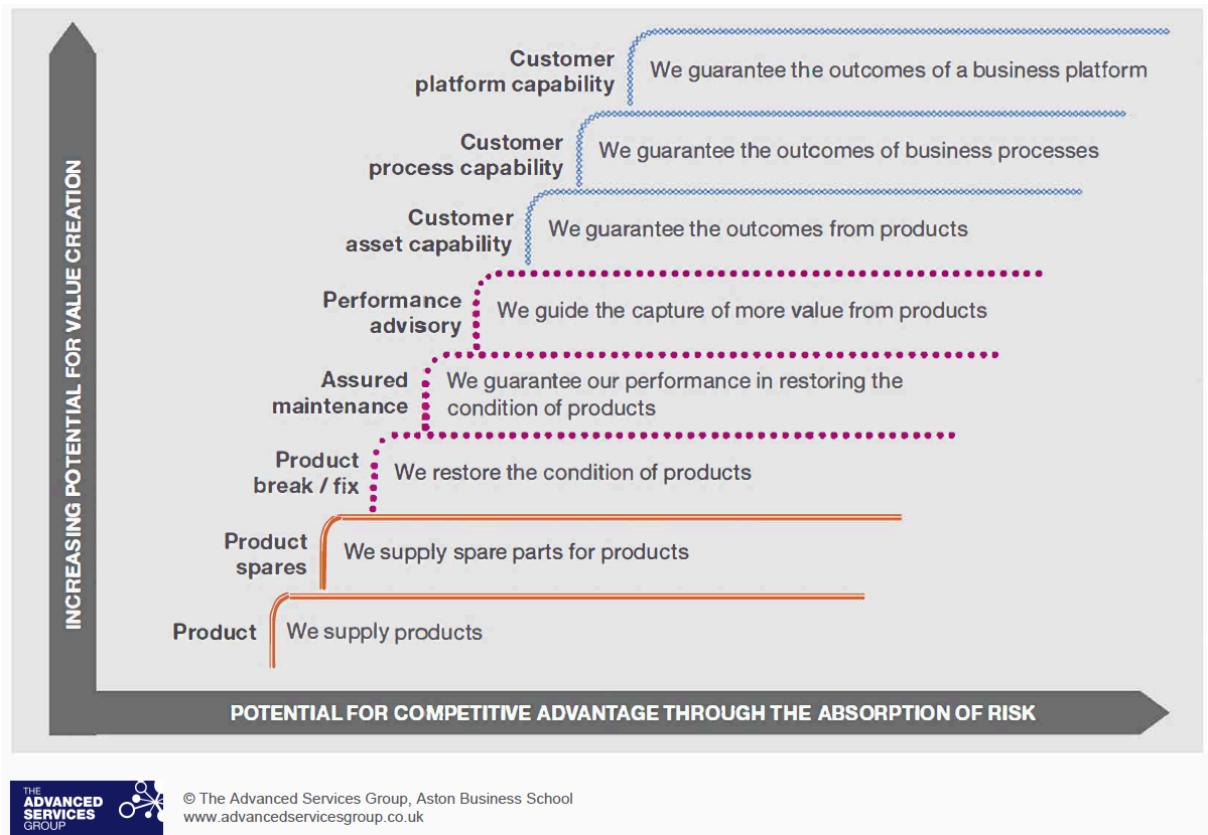 INCREASING POTENTIAL FOR VALUE CREATION
Customer
platform capability
We guarantee the outcomes of a business platform
Customer
process capability
We guarantee the outcomes of business processes
Customer
asset capability
We guarantee the outcomes from products
Performance
advisory
We guide the capture of more value from products
Assured
maintenance
We guarantee our performance in restoring the
condition of products
Product
break / fix
We restore the condition of products
Product
spares
We supply spare parts for products
Product
We supply products
POTENTIAL FOR COMPETITIVE ADVANTAGE THROUGH THE ABSORPTION OF RISK
THE
ADVANCED
SERVICES
GROUP
© The Advanced Services Group, Aston Business School
www.advancedservicesgroup.co.uk